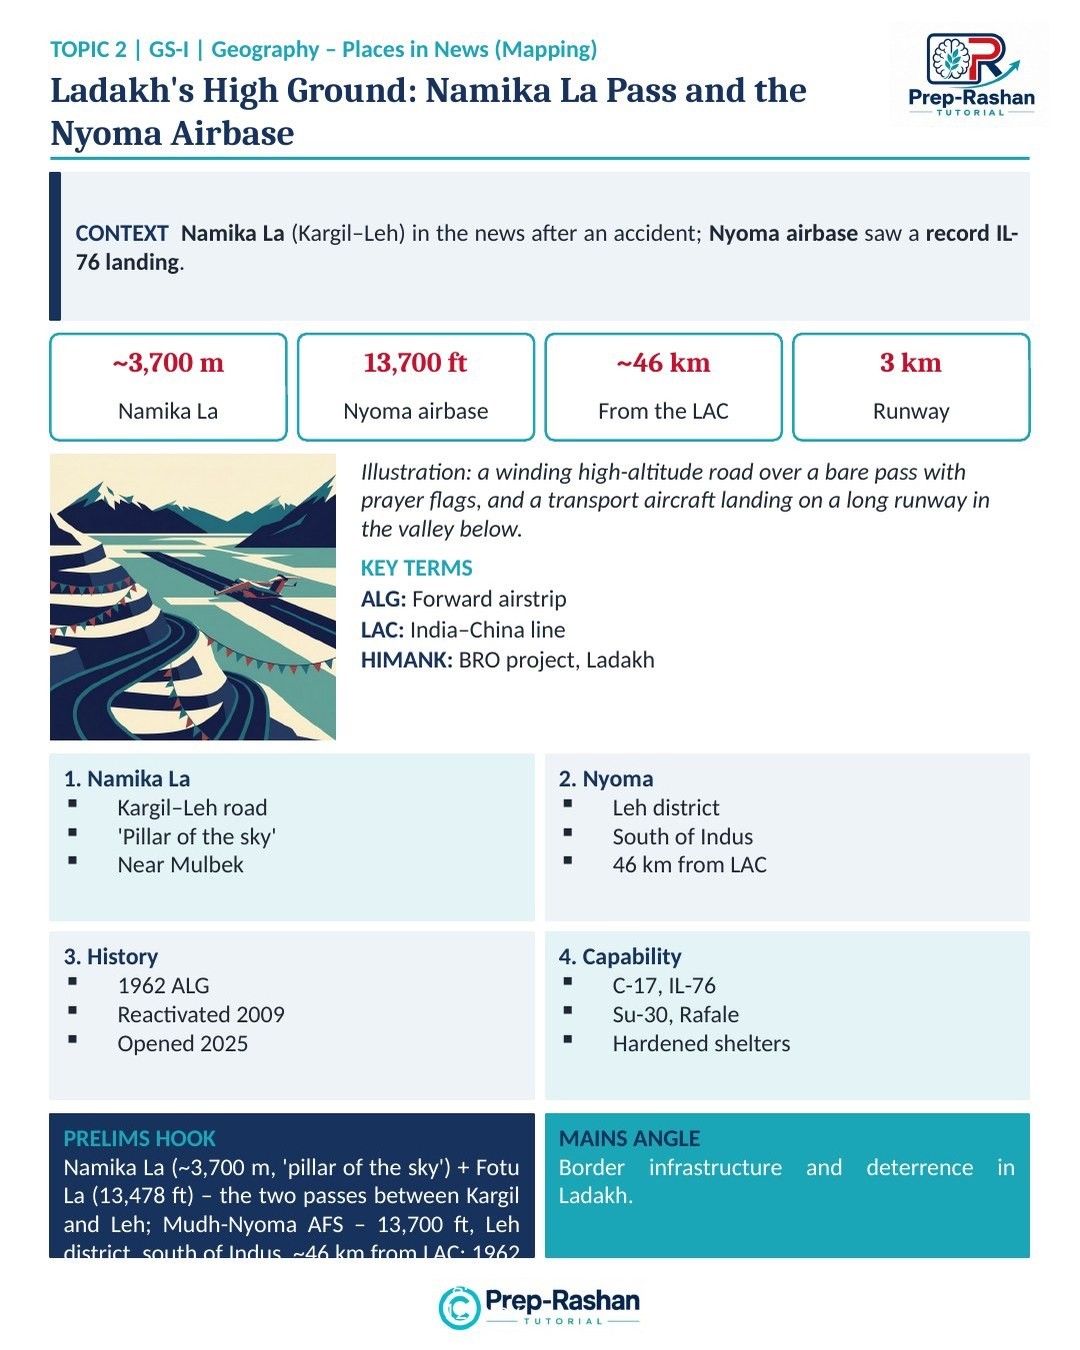 TOPIC 2 | GS-I | Geography – Places in News (Mapping)
Ladakh's High Ground: Namika La Pass and the
Nyoma Airbase
Prep-Rashan
TUTORIAL
CONTEXT Namika La (Kargil–Leh) in the news after an accident; Nyoma airbase saw a record IL-
76 landing.
~3,700 m
Namika La
13,700 ft
Nyoma airbase
~46 km
From the LAC
3 km
Runway
Illustration: a winding high-altitude road over a bare pass with
prayer flags, and a transport aircraft landing on a long runway in
the valley below.
KEY TERMS
ALG: Forward airstrip
LAC: India–China line
HIMANK: BRO project, Ladakh
1. Namika La
▪ Kargil–Leh road
▪ 'Pillar of the sky'
▪ Near Mulbek
2. Nyoma
▪ Leh district
▪ South of Indus
▪ 46 km from LAC
3. History
▪ 1962 ALG
▪ Reactivated 2009
▪ Opened 2025
4. Capability
▪ C-17, IL-76
▪ Su-30, Rafale
▪ Hardened shelters
PRELIMS HOOK
Namika La (~3,700 m, 'pillar of the sky') + Fotu
La (13,478 ft) – the two passes between Kargil
and Leh; Mudh-Nyoma AFS – 13,700 ft, Leh
district, south of Indus, ~46 km from LAC; 1962
MAINS ANGLE
Border infrastructure and deterrence in
Ladakh.
Prep-Rashan
TUTORIAL